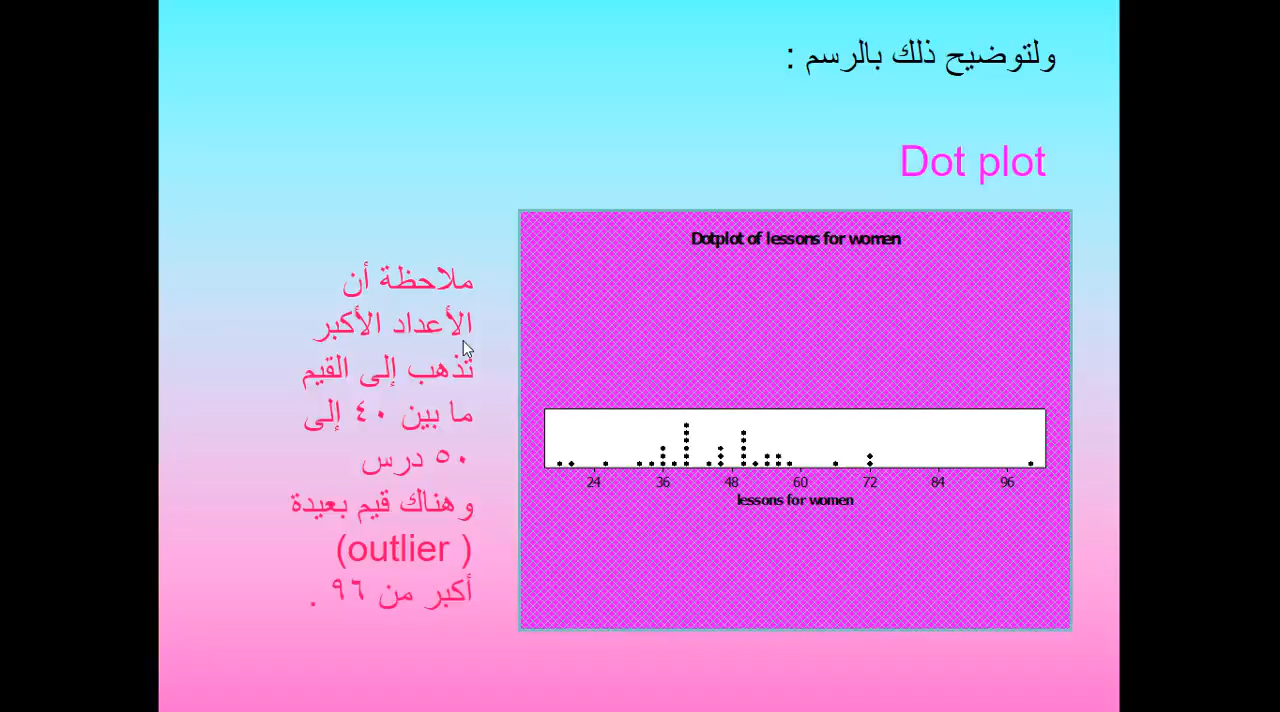 ولتوضيح ذلك بالرسم :
Dot plot
Dotplot of lessons for women
24 36 48 60 72 84 96
lessons for women
ملاحظة أن
الأعداد الأكبر
تذهب إلى القيم
ما بين ٤٠ إلى
٥٠ درس
وهناك قيم بعيدة
(outlier )
أكبر من ٩٦ .